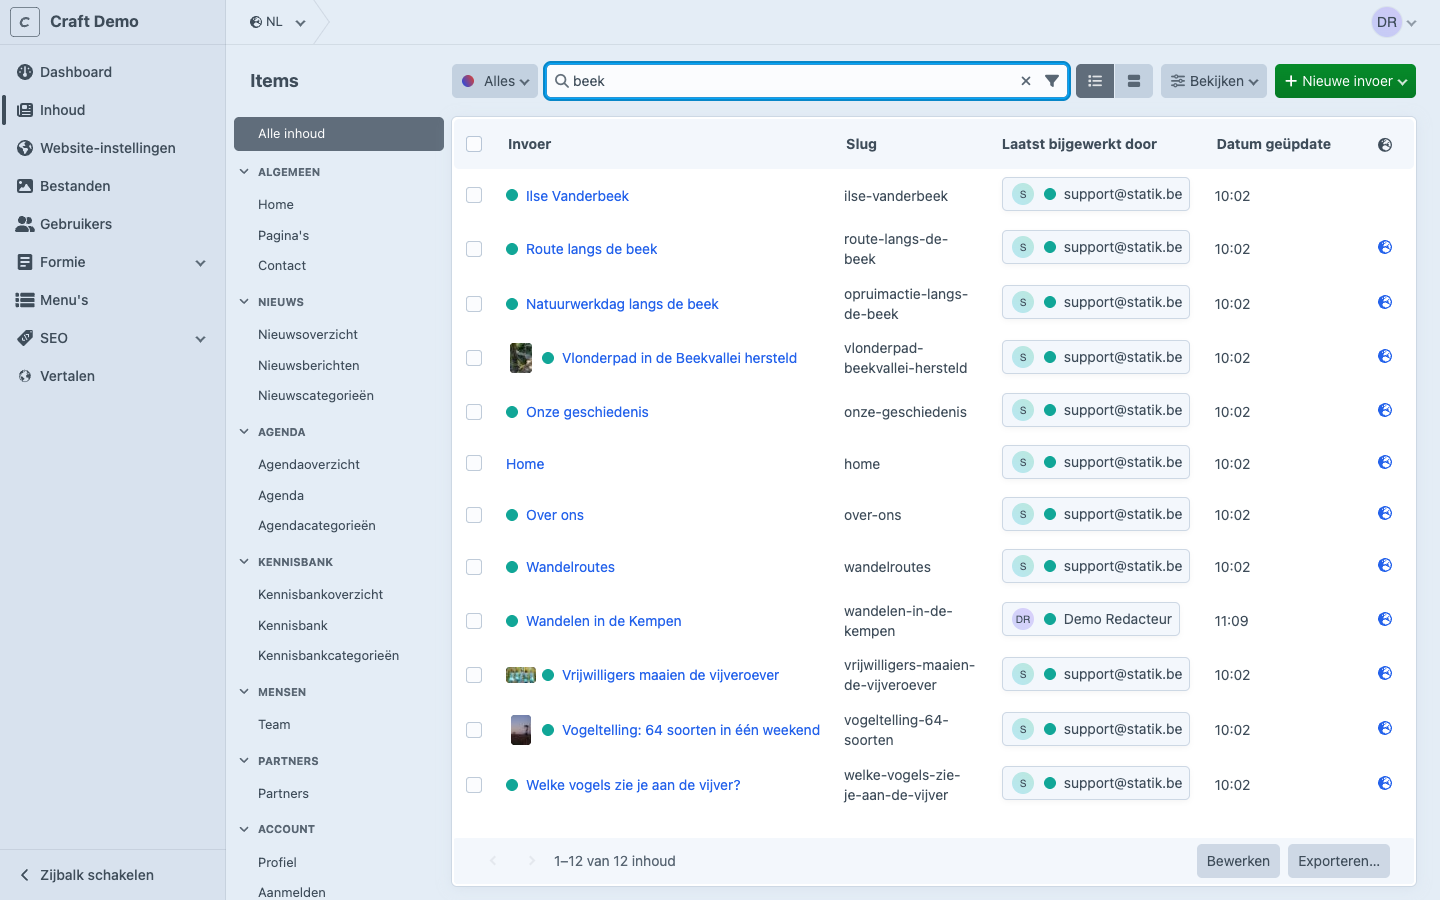 C Craft Demo
NL
DR
Dashboard
Inhoud
Website-instellingen
Bestanden
Gebruikers
Formie
Menu's
SEO
Vertalen
Zijbalk schakelen
Items
Alles
beek
Bekijken
Nieuwe invoer
Alle inhoud
ALGEMEEN
Home
Pagina's
Contact
NIEUWS
Nieuwsoverzicht
Nieuwsberichten
Nieuwscategorieën
AGENDA
Agendaoverzicht
Agenda
Agendacategorieën
KENNISBANK
Kennisbankoverzicht
Kennisbank
Kennisbankcategorieën
MENSEN
Team
PARTNERS
Partners
ACCOUNT
Profiel
Aanmelden
Invoer Slug Laatst bijgewerkt door Datum geüpdate
Ilse Vanderbeek ilse-vanderbeek S support@statik.be 10:02
Route langs de beek route-langs-de-
beek S support@statik.be 10:02
Natuurwerkdag langs de beek opruimactie-langs-
de-beek S support@statik.be 10:02
Vlonderpad in de Beekvallei hersteld vlonderpad-
beekvallei-hersteld S support@statik.be 10:02
Onze geschiedenis onze-geschiedenis S support@statik.be 10:02
Home home S support@statik.be 10:02
Over ons over-ons S support@statik.be 10:02
Wandelroutes wandelroutes S support@statik.be 10:02
Wandelen in de Kempen wandelen-in-de-
kempen DR Demo Redacteur 11:09
Vrijwilligers maaien de vijveroever vrijwilligers-maaien-
de-vijveroever S support@statik.be 10:02
Vogeltelling: 64 soorten in één weekend vogeltelling-64-
soorten S support@statik.be 10:02
Welke vogels zie je aan de vijver? welke-vogels-zie-
je-aan-de-vijver S support@statik.be 10:02
1–12 van 12 inhoud
Bewerken
Exporteren…